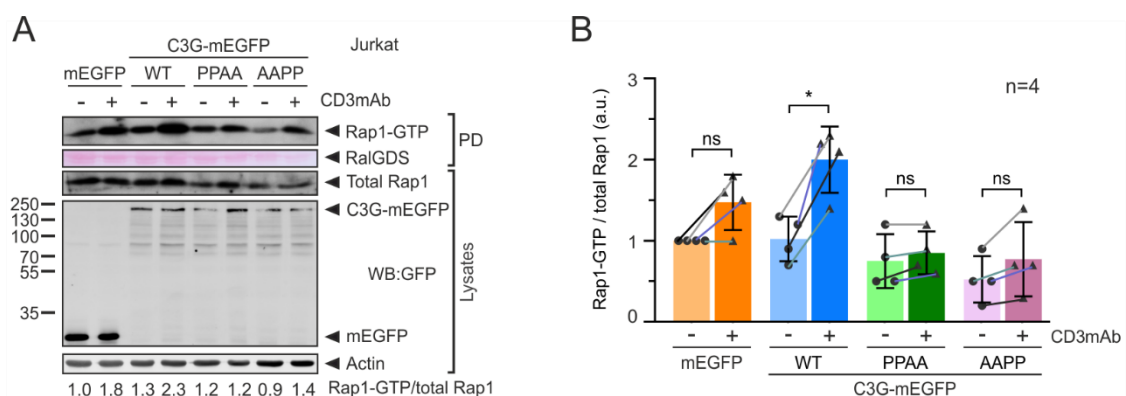 A
C3G-mEGFP Jurkat
mEGFP WT PPAA AAPP
- + - + - + - + CD3mAb
Rap1-GTP
RalGDS
PD
Total Rap1
250
130
100
70
55
35
C3G-mEGFP
WB:GFP
mEGFP
Actin
Lysates
1.0 1.8 1.3 2.3 1.2 1.2 0.9 1.4 Rap1-GTP/total Rap1
B
n=4
Rap1-GTP / total Rap1 (a.u.)
3
2
1
0
ns
*
ns
ns
- + - + - + - + CD3mAb
mEGFP WT PPAA AAPP
C3G-mEGFP